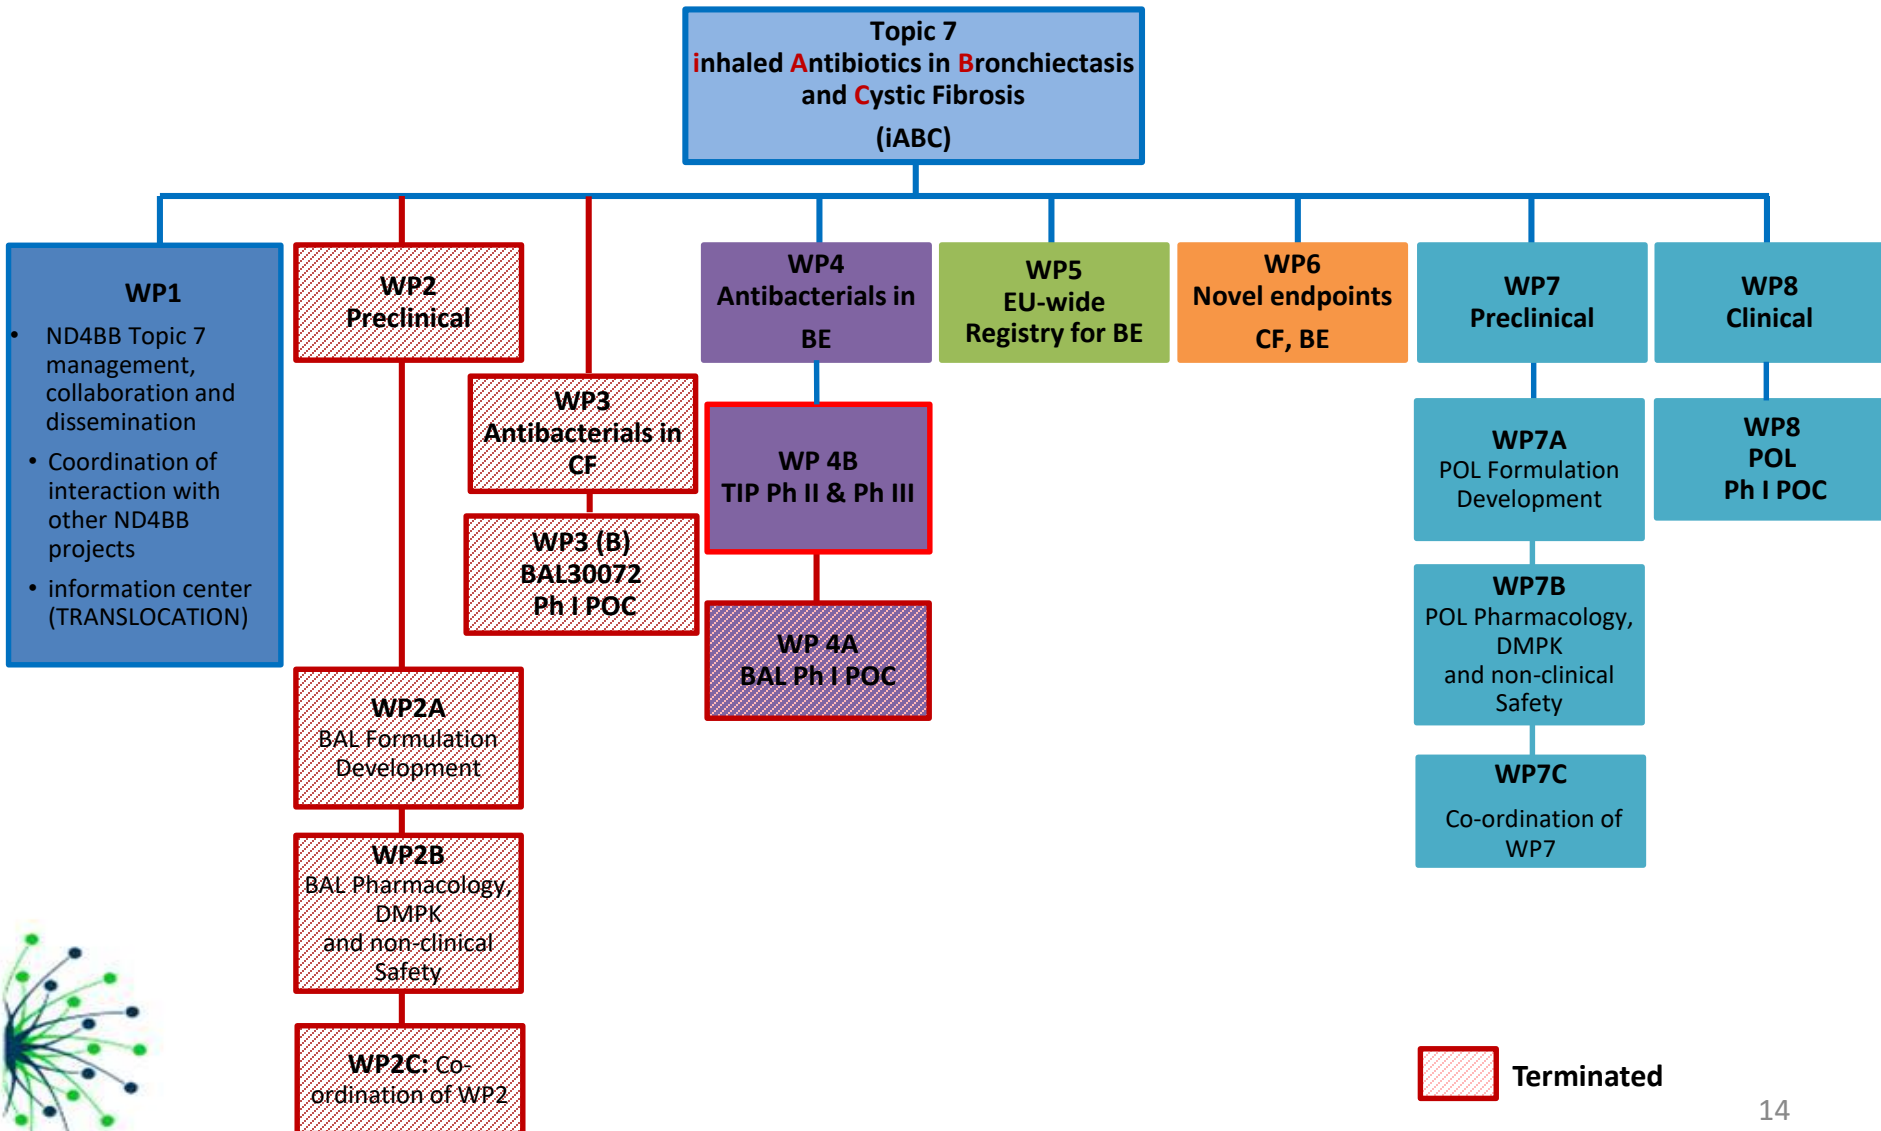 Topic 7
inhaled Antibiotics in Bronchiectasis
and Cystic Fibrosis
(iABC)
WP1
• ND4BB Topic 7
management,
collaboration and
dissemination
• Coordination of
interaction with
other ND4BB
projects
• information center
(TRANSLOCATION)
WP2
Preclinical
WP2A
BAL Formulation
Development
WP2B
BAL Pharmacology,
DMPK
and non-clinical
Safety
WP2C: Co-
ordination of WP2
WP3
Antibacterials in
CF
WP3 (B)
BAL30072
Ph I POC
WP4
Antibacterials in
BE
WP 4B
TIP Ph II & Ph III
WP 4A
BAL Ph I POC
WP5
EU-wide
Registry for BE
WP6
Novel endpoints
CF, BE
WP7
Preclinical
WP7A
POL Formulation
Development
WP7B
POL Pharmacology,
DMPK
and non-clinical
Safety
WP7C
Co-ordination of
WP7
WP8
Clinical
WP8
POL
Ph I POC
Terminated
14